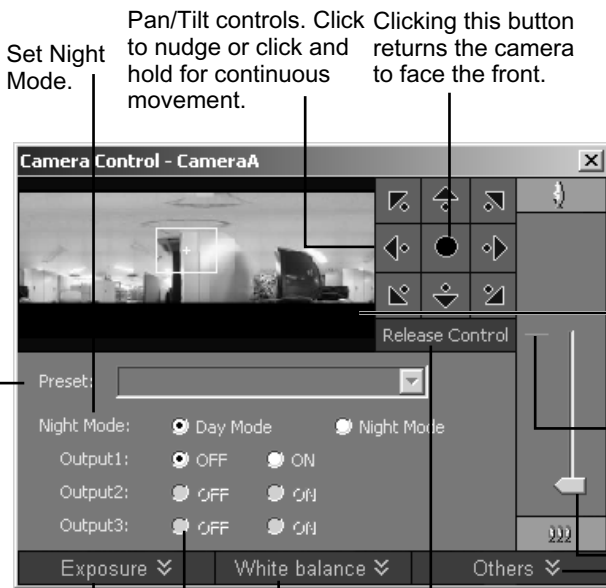 Set Night
Mode.
Pan/Tilt controls. Click
to nudge or click and
hold for continuous
movement.
Clicking this button
returns the camera
to face the front.
Camera Control - CameraA
Release Control
Preset:
Night Mode: Day Mode Night Mode
Output1: OFF ON
Output2: OFF ON
Output3: OFF ON
Exposure White balance Others